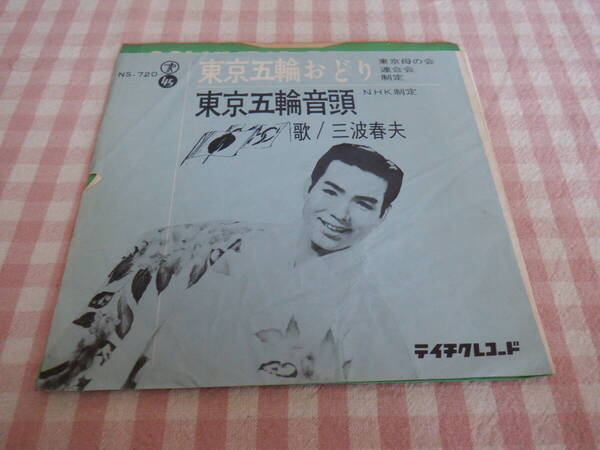 NS-720
45
東京五輪おどり
東京母の会
連合会
制定
東京五輪音頭
NHK制定
歌/三波春夫
テイチクレコード